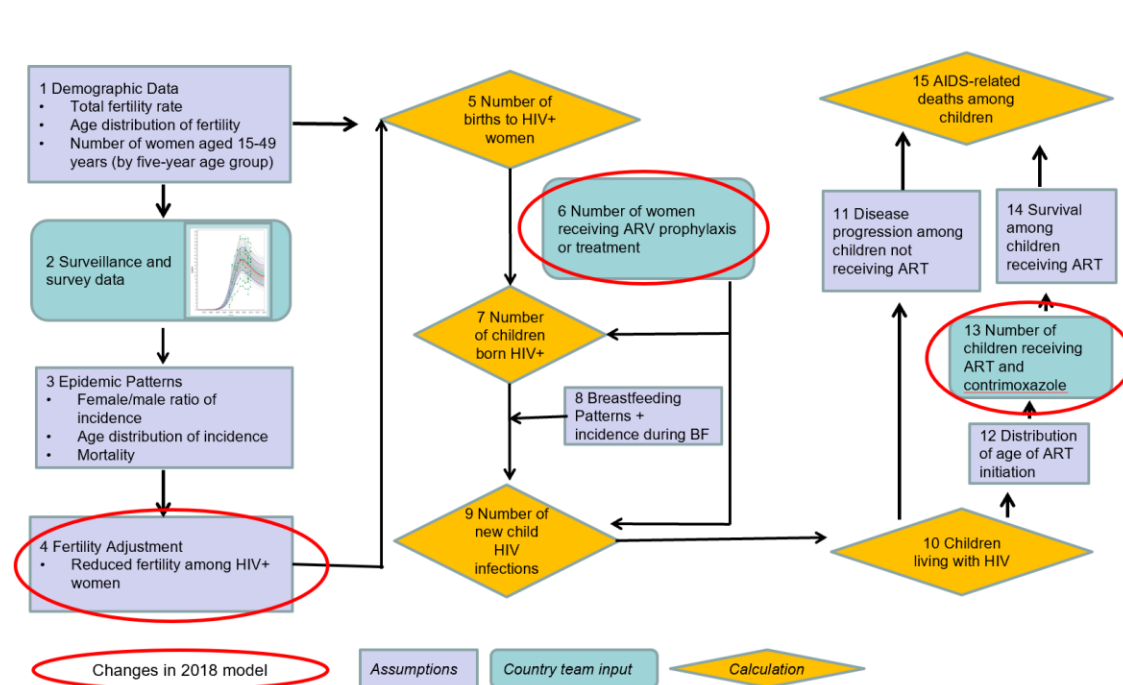 1 Demographic Data
• Total fertility rate
• Age distribution of fertility
• Number of women aged 15-49
years (by five-year age group)
2 Surveillance and
survey data
3 Epidemic Patterns
• Female/male ratio of
incidence
• Age distribution of incidence
• Mortality
4 Fertility Adjustment
• Reduced fertility among HIV+
women
5 Number of
births to HIV+
women
6 Number of women
receiving ARV prophylaxis
or treatment
7 Number
of children
born HIV+
8 Breastfeeding
Patterns +
incidence during BF
9 Number of
new child
HIV
infections
10 Children
living with HIV
11 Disease
progression among
children not
receiving ART
12 Distribution
of age of ART
initiation
13 Number of
children receiving
ART and
contrimoxazole
14 Survival
among
children
receiving ART
15 AIDS-related
deaths among
children
Changes in 2018 model
Assumptions
Country team input
Calculation